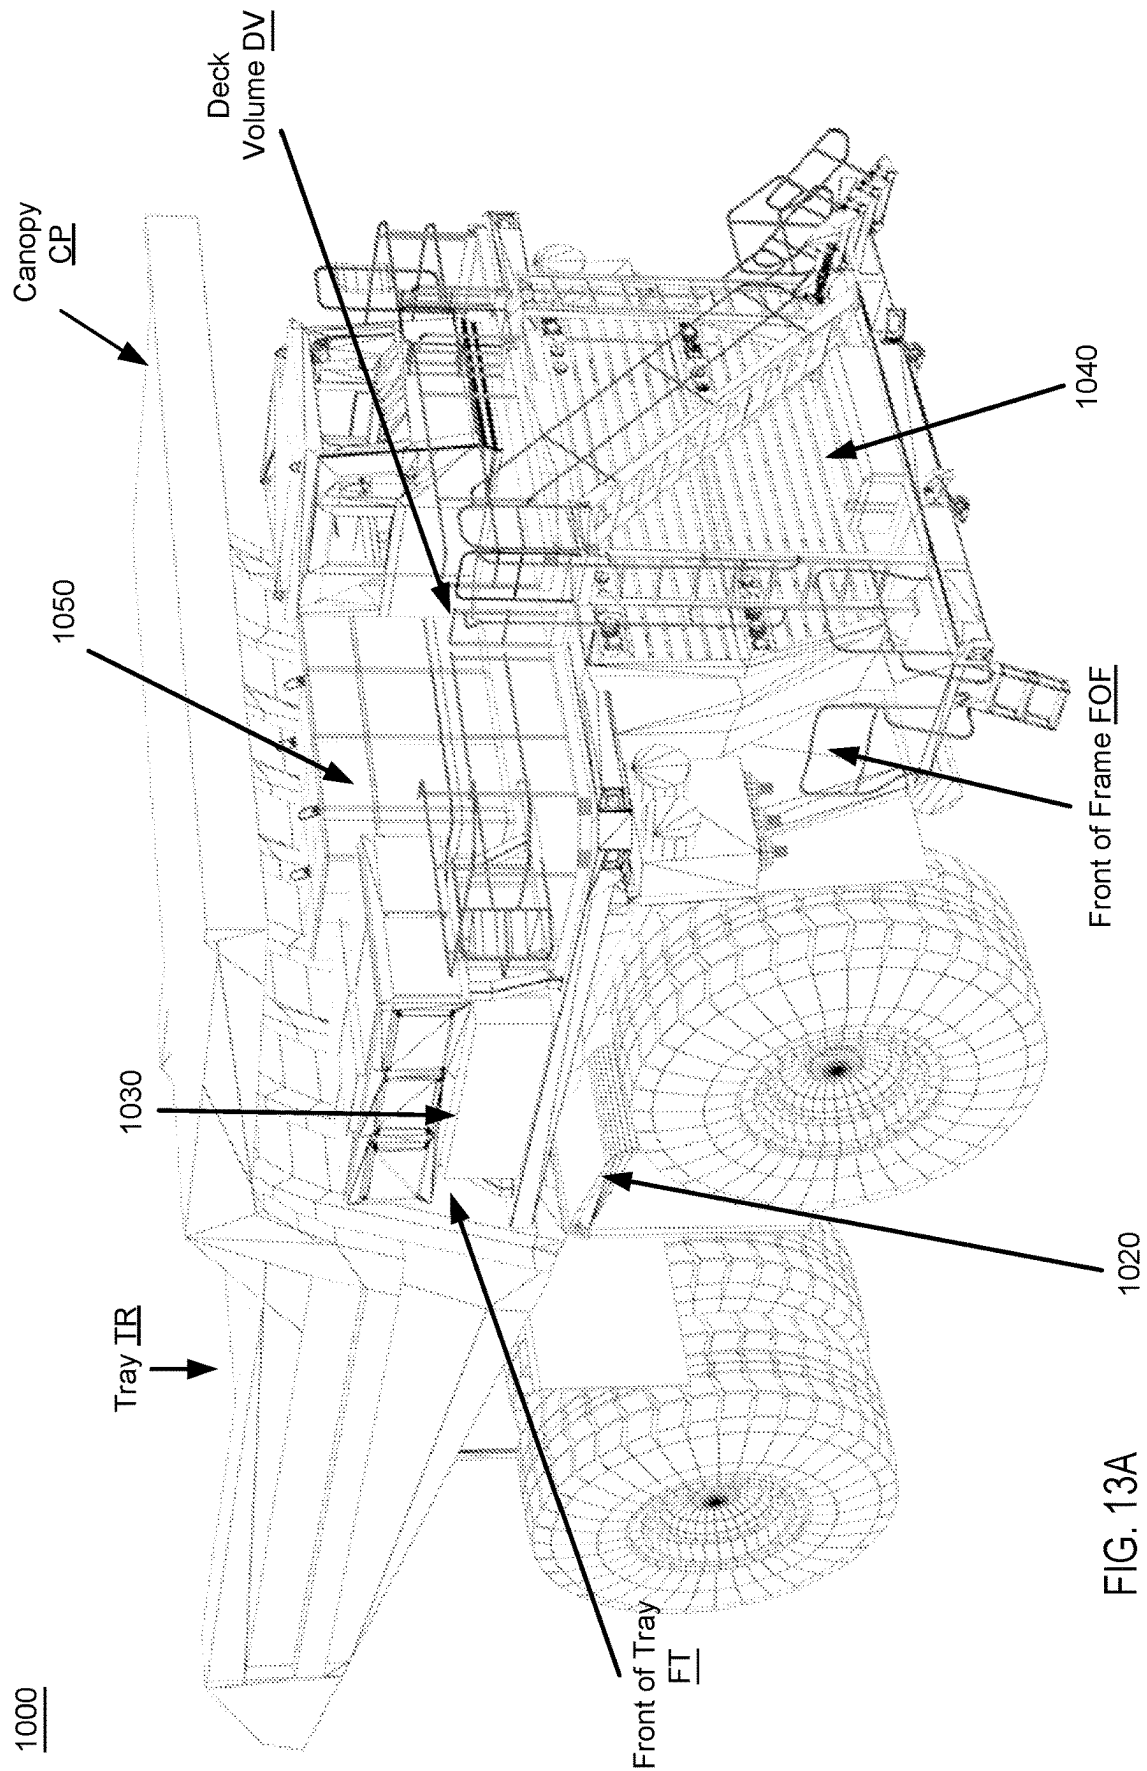 1000
Canopy
CP
1050
Tray TR
1030
Deck
Volume DV
Front of Tray
FT
1040
Front of Frame FOF
1020
FIG. 13A